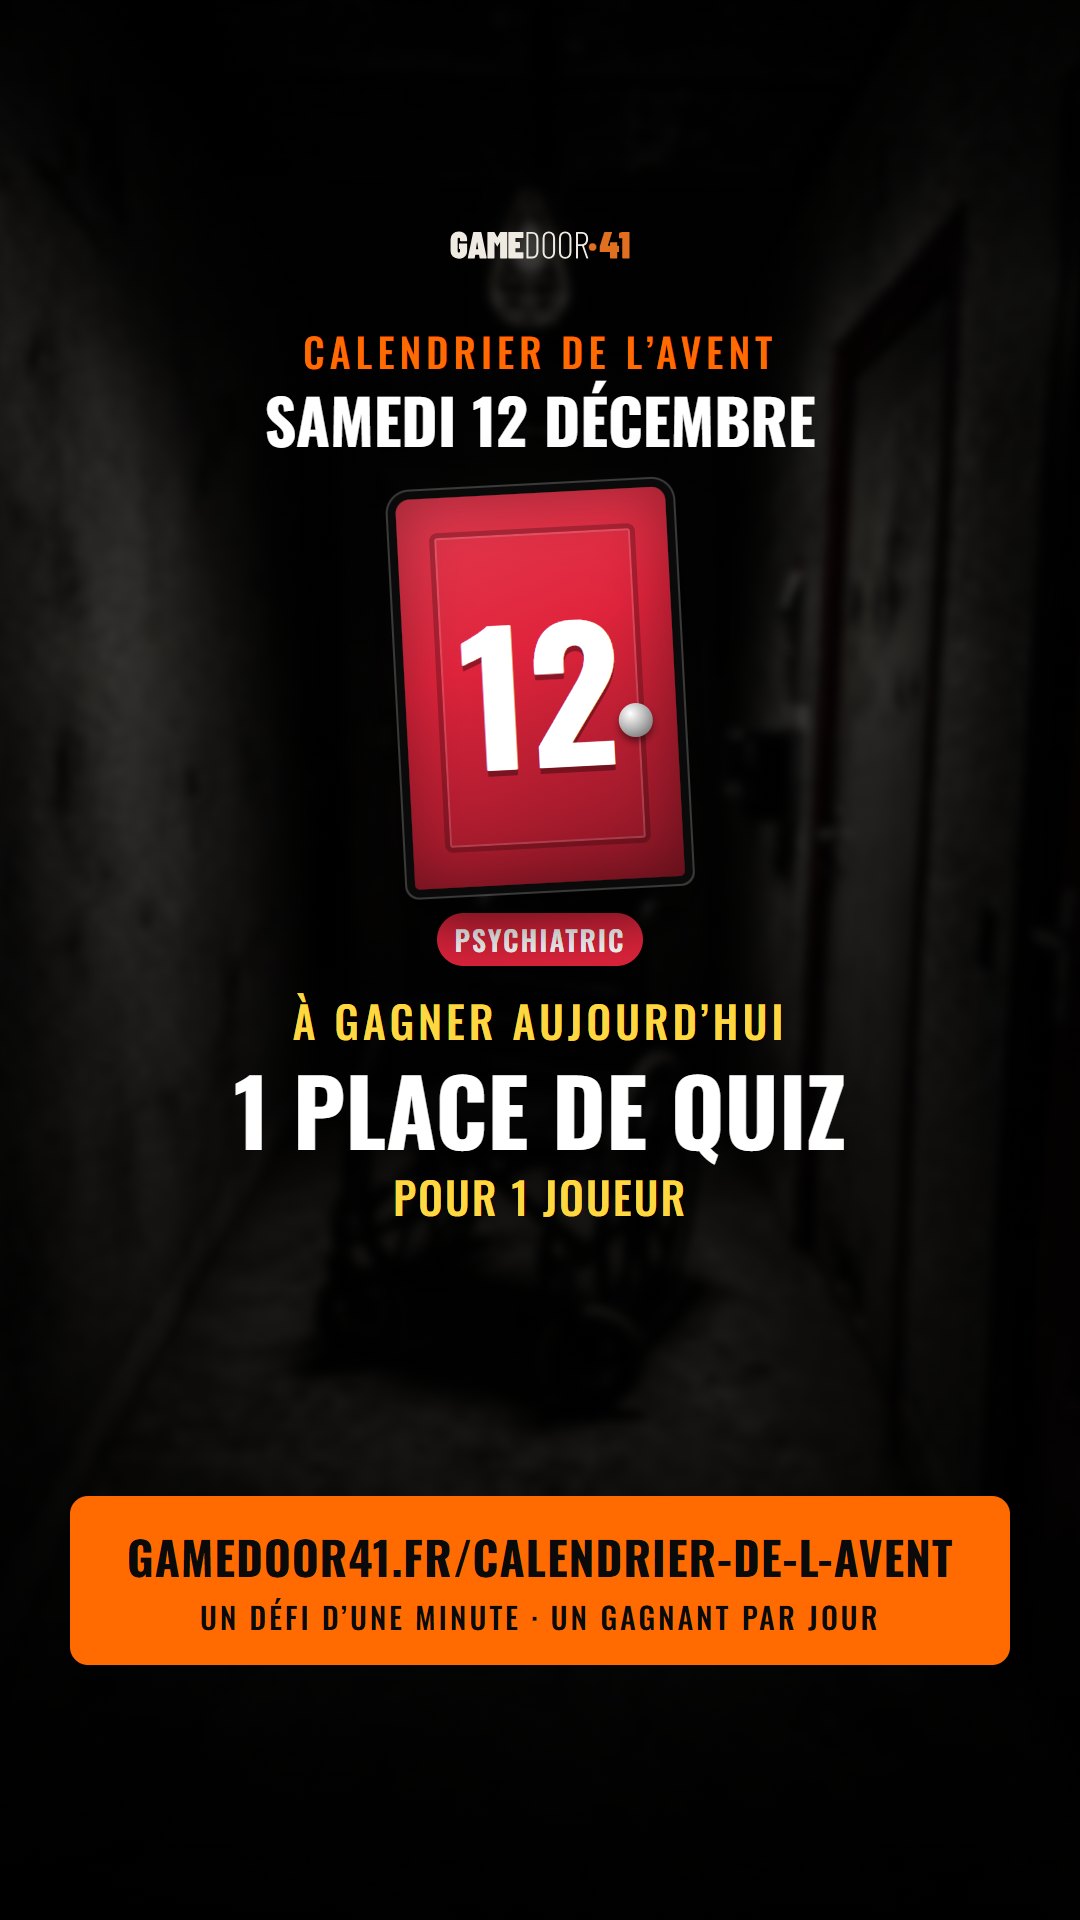 GAMEDOOR·41
CALENDRIER DE L’AVENT
SAMEDI 12 DÉCEMBRE
12
PSYCHIATRIC
À GAGNER AUJOURD’HUI
1 PLACE DE QUIZ
POUR 1 JOUEUR
GAMEDOOR41.FR/CALENDRIER-DE-L-AVENT
UN DÉFI D’UNE MINUTE · UN GAGNANT PAR JOUR